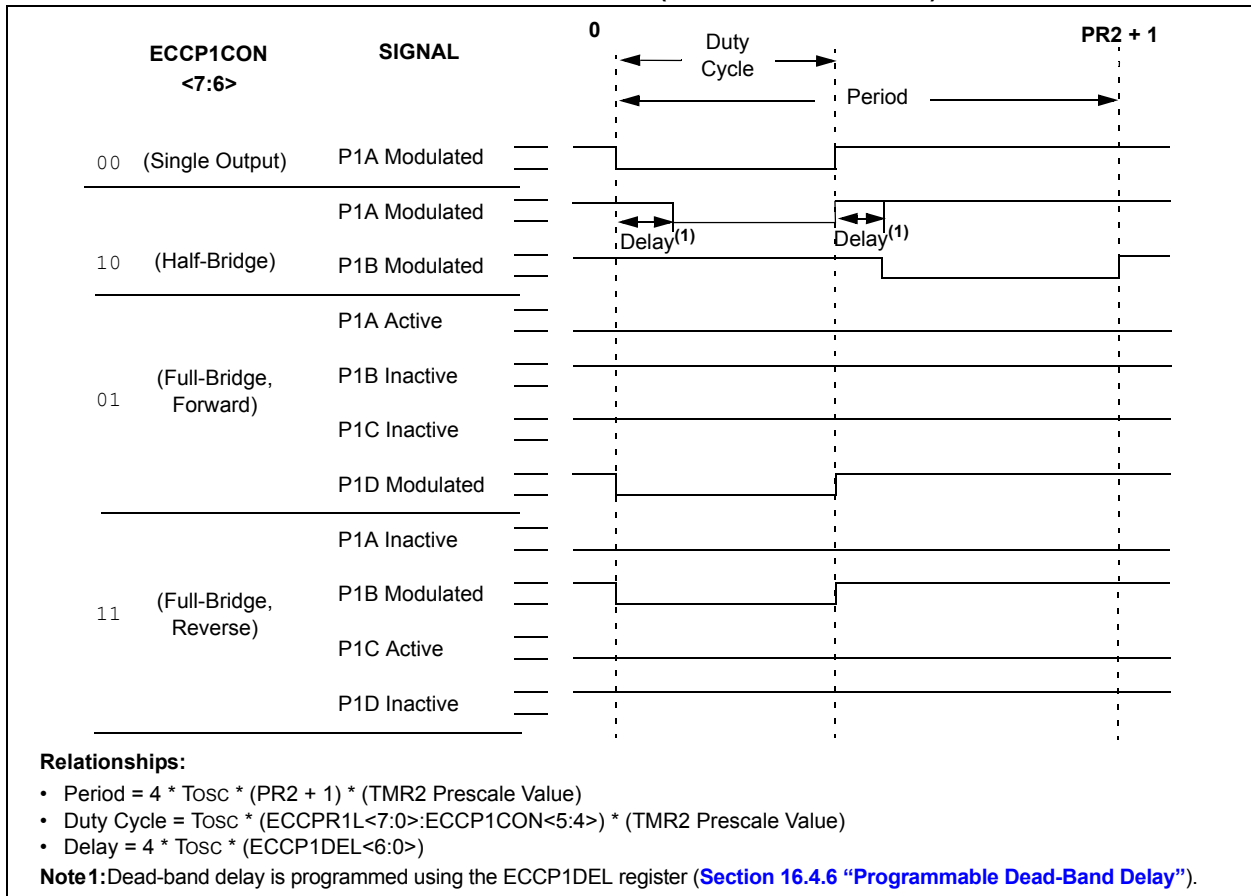 0
Duty
Cycle
PR2 + 1
ECCP1CON
<7:6>
SIGNAL
Period
00 (Single Output) P1A Modulated
P1A Modulated
Delay(1) Delay(1)
10 (Half-Bridge) P1B Modulated
P1A Active
01 (Full-Bridge,
Forward)
P1B Inactive
P1C Inactive
P1D Modulated
P1A Inactive
11 (Full-Bridge,
Reverse)
P1B Modulated
P1C Active
P1D Inactive
Relationships:
• Period = 4 * TOSC * (PR2 + 1) * (TMR2 Prescale Value)
• Duty Cycle = TOSC * (ECCPR1L<7:0>:ECCP1CON<5:4>) * (TMR2 Prescale Value)
• Delay = 4 * TOSC * (ECCP1DEL<6:0>)
Note1:Dead-band delay is programmed using the ECCP1DEL register (Section 16.4.6 “Programmable Dead-Band Delay”).